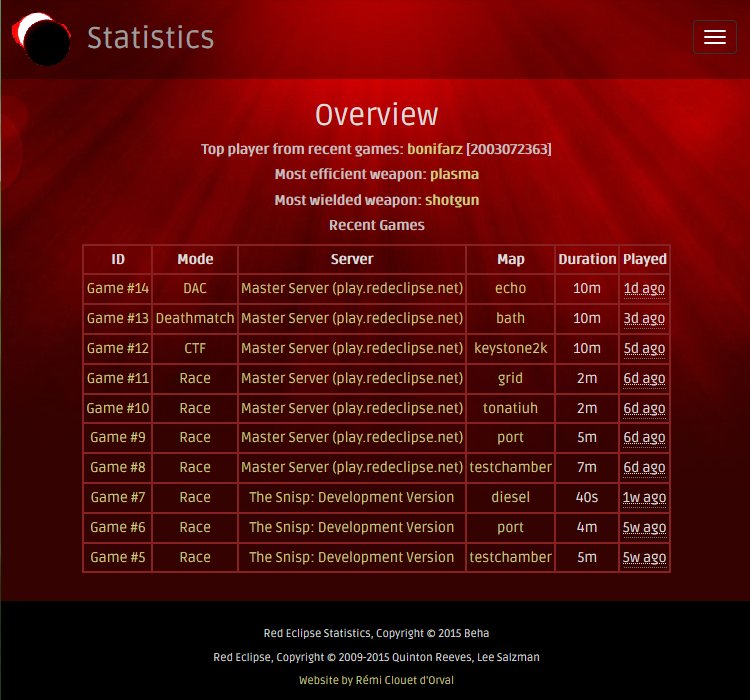 Statistics
Overview
Top player from recent games: bonifarz [2003072363]
Most efficient weapon: plasma
Most wielded weapon: shotgun
Recent Games
ID Mode Server Map Duration Played
Game #14 DAC Master Server (play.redeclipse.net) echo 10m 1d ago
Game #13 Deathmatch Master Server (play.redeclipse.net) bath 10m 3d ago
Game #12 CTF Master Server (play.redeclipse.net) keystone2k 10m 5d ago
Game #11 Race Master Server (play.redeclipse.net) grid 2m 6d ago
Game #10 Race Master Server (play.redeclipse.net) tonatiuh 2m 6d ago
Game #9 Race Master Server (play.redeclipse.net) port 5m 6d ago
Game #8 Race Master Server (play.redeclipse.net) testchamber 7m 6d ago
Game #7 Race The Snisp: Development Version diesel 40s 1w ago
Game #6 Race The Snisp: Development Version port 4m 5w ago
Game #5 Race The Snisp: Development Version testchamber 5m 5w ago
Red Eclipse Statistics, Copyright © 2015 Beha
Red Eclipse, Copyright © 2009-2015 Quinton Reeves, Lee Salzman
Website by Rémi Clouet d'Orval